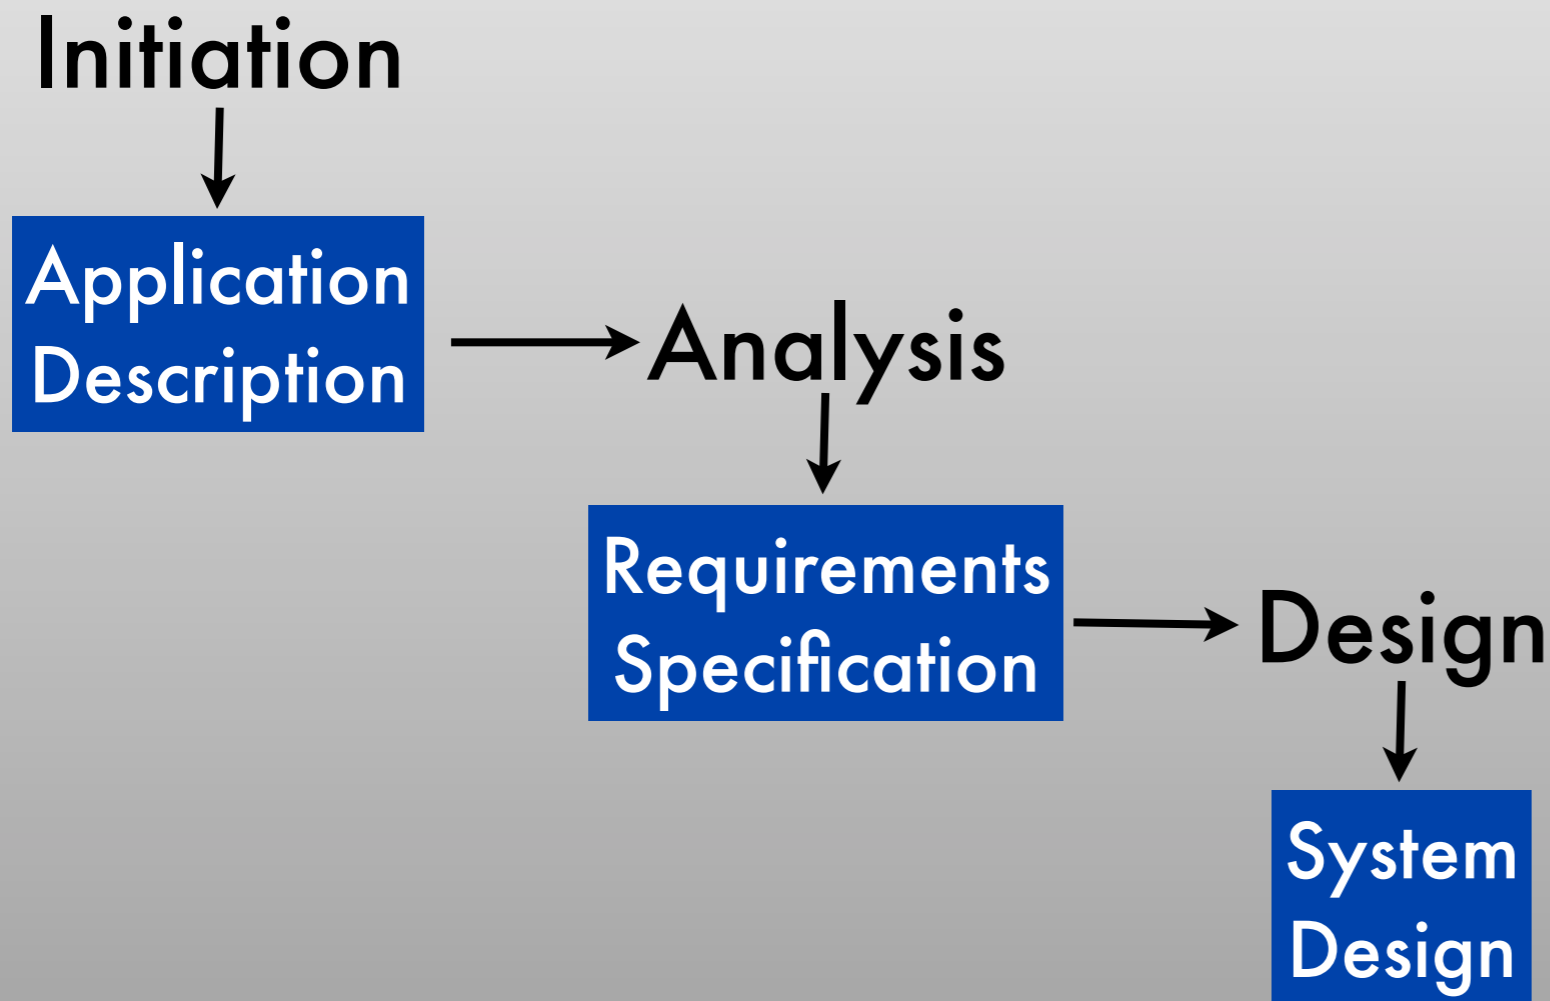 Initiation
Application
Description
Analysis
Requirements
Specification
Design
System
Design